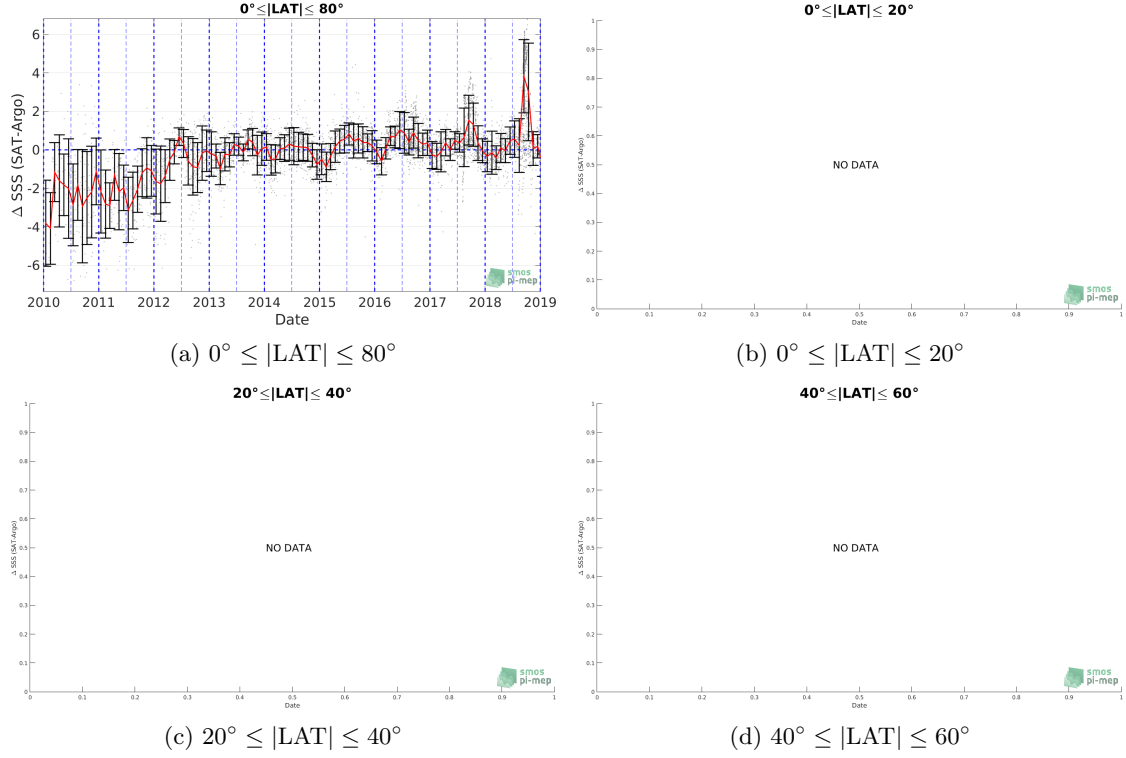 0°≤|LAT|≤ 80°
6
4
2
0
-2
-4
-6
Δ SSS (SAT-Argo)
2010 2011 2012 2013 2014 2015 2016 2017 2018 2019
Date
smos
pi-mep
(a) 0° ≤ |LAT| ≤ 80°
0°≤|LAT|≤ 20°
1
0.9
0.8
0.7
0.6
0.5
0.4
0.3
0.2
0.1
0
Δ SSS (SAT-Argo)
NO DATA
0 0.1 0.2 0.3 0.4 0.5 0.6 0.7 0.8 0.9 1
Date
smos
pi-mep
(b) 0° ≤ |LAT| ≤ 20°
20°≤|LAT|≤ 40°
1
0.9
0.8
0.7
0.6
0.5
0.4
0.3
0.2
0.1
0
Δ SSS (SAT-Argo)
NO DATA
0 0.1 0.2 0.3 0.4 0.5 0.6 0.7 0.8 0.9 1
Date
smos
pi-mep
(c) 20° ≤ |LAT| ≤ 40°
40°≤|LAT|≤ 60°
1
0.9
0.8
0.7
0.6
0.5
0.4
0.3
0.2
0.1
0
Δ SSS (SAT-Argo)
NO DATA
0 0.1 0.2 0.3 0.4 0.5 0.6 0.7 0.8 0.9 1
Date
smos
pi-mep
(d) 40° ≤ |LAT| ≤ 60°